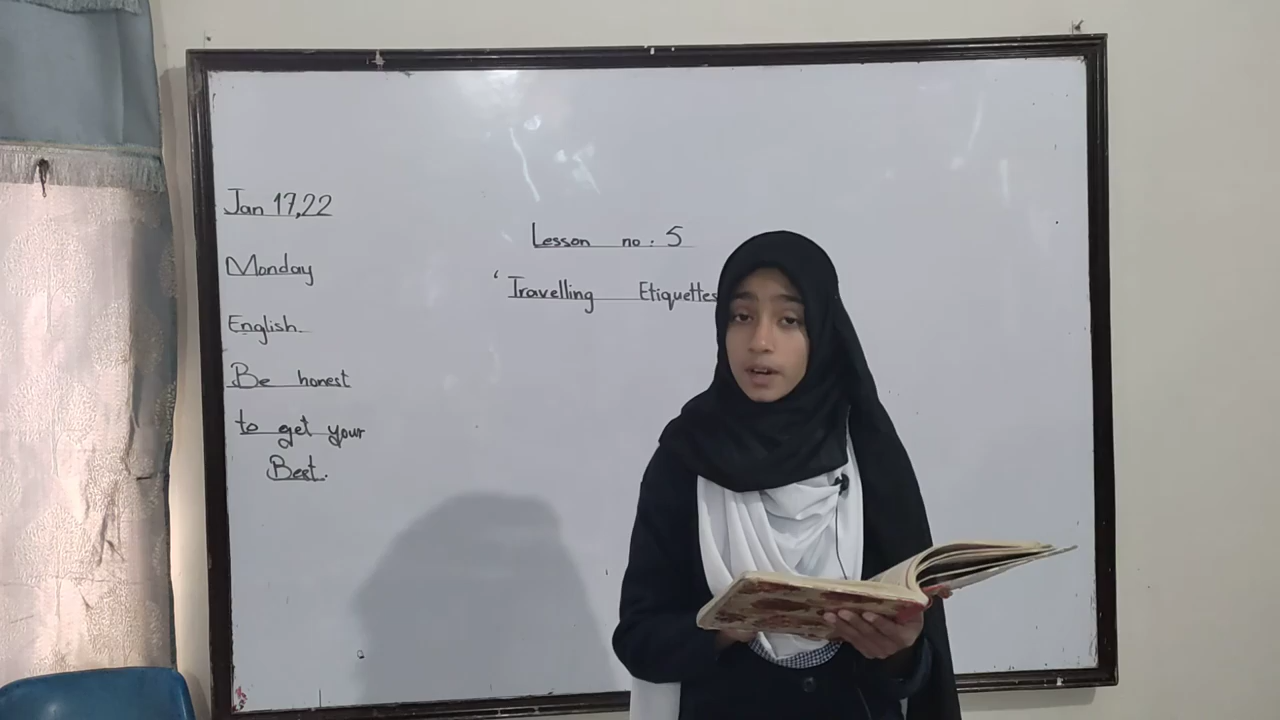 Jan 17,22
Monday
English.
Be honest
to get your
Best.
Lesson no. 5
‘Travelling Etiquettes